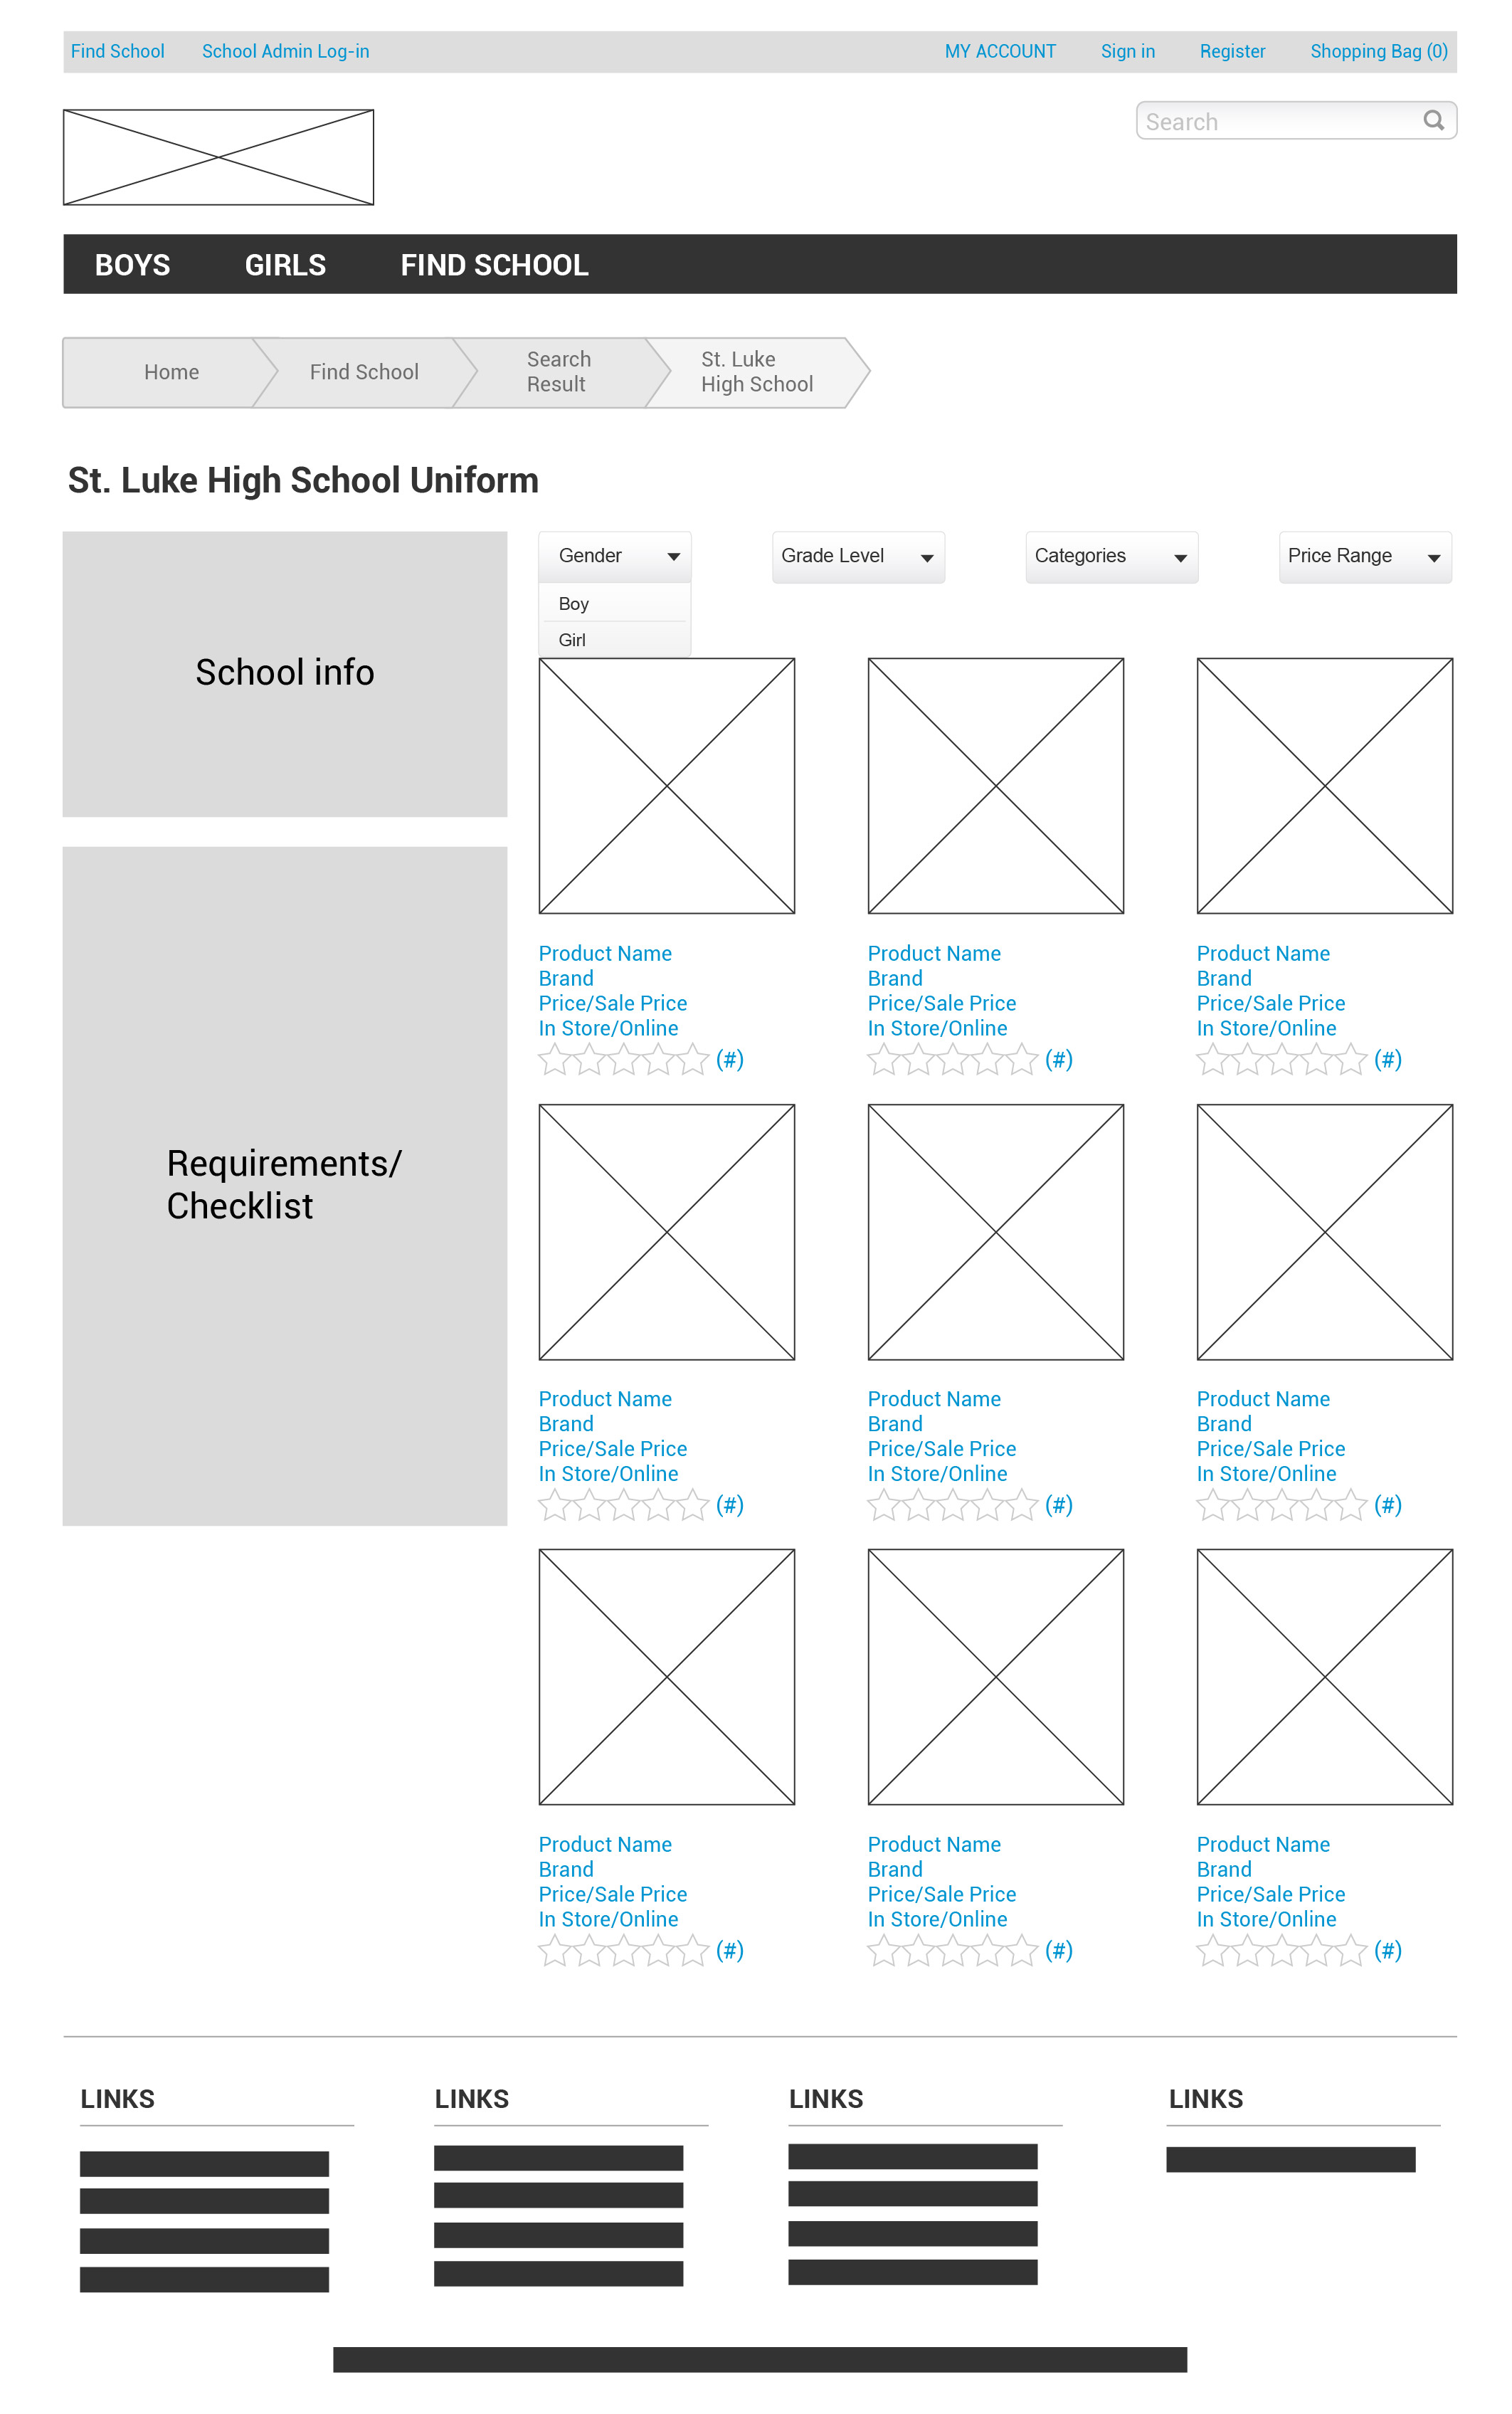 Find School School Admin Log-in MY ACCOUNT Sign in Register Shopping Bag (0)
Search
BOYS GIRLS FIND SCHOOL
Home Find School Search Result St. Luke High School
St. Luke High School Uniform
Gender Grade Level Categories Price Range
Boy
Girl
School info
Requirements/
Checklist
Product Name Product Name Product Name
Brand Brand Brand
Price/Sale Price Price/Sale Price Price/Sale Price
In Store/Online In Store/Online In Store/Online
(#) (#) (#)
Product Name Product Name Product Name
Brand Brand Brand
Price/Sale Price Price/Sale Price Price/Sale Price
In Store/Online In Store/Online In Store/Online
(#) (#) (#)
Product Name Product Name Product Name
Brand Brand Brand
Price/Sale Price Price/Sale Price Price/Sale Price
In Store/Online In Store/Online In Store/Online
(#) (#) (#)
LINKS LINKS LINKS LINKS